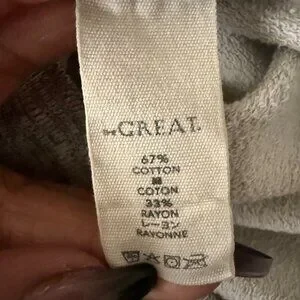 THE GREAT.
67%
COTTON
綿
COTON
33%
RAYON
レーヨン
RAYONNE